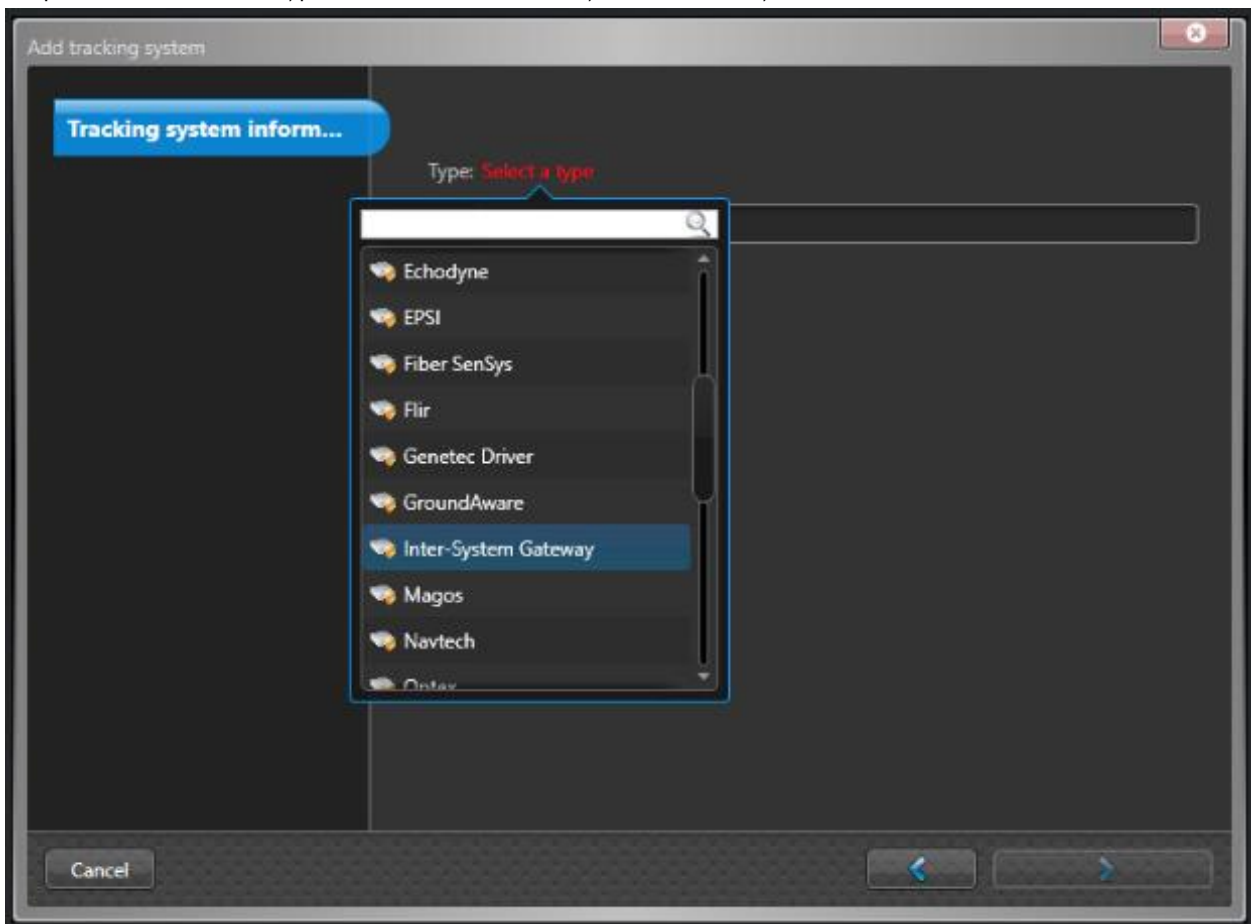 Add tracking system
Tracking system inform...
Type: Select a type
Echodyne
EPSI
Fiber SenSys
Flir
Genetec Driver
GroundAware
Inter-System Gateway
Magos
Navtech
Optex
Cancel